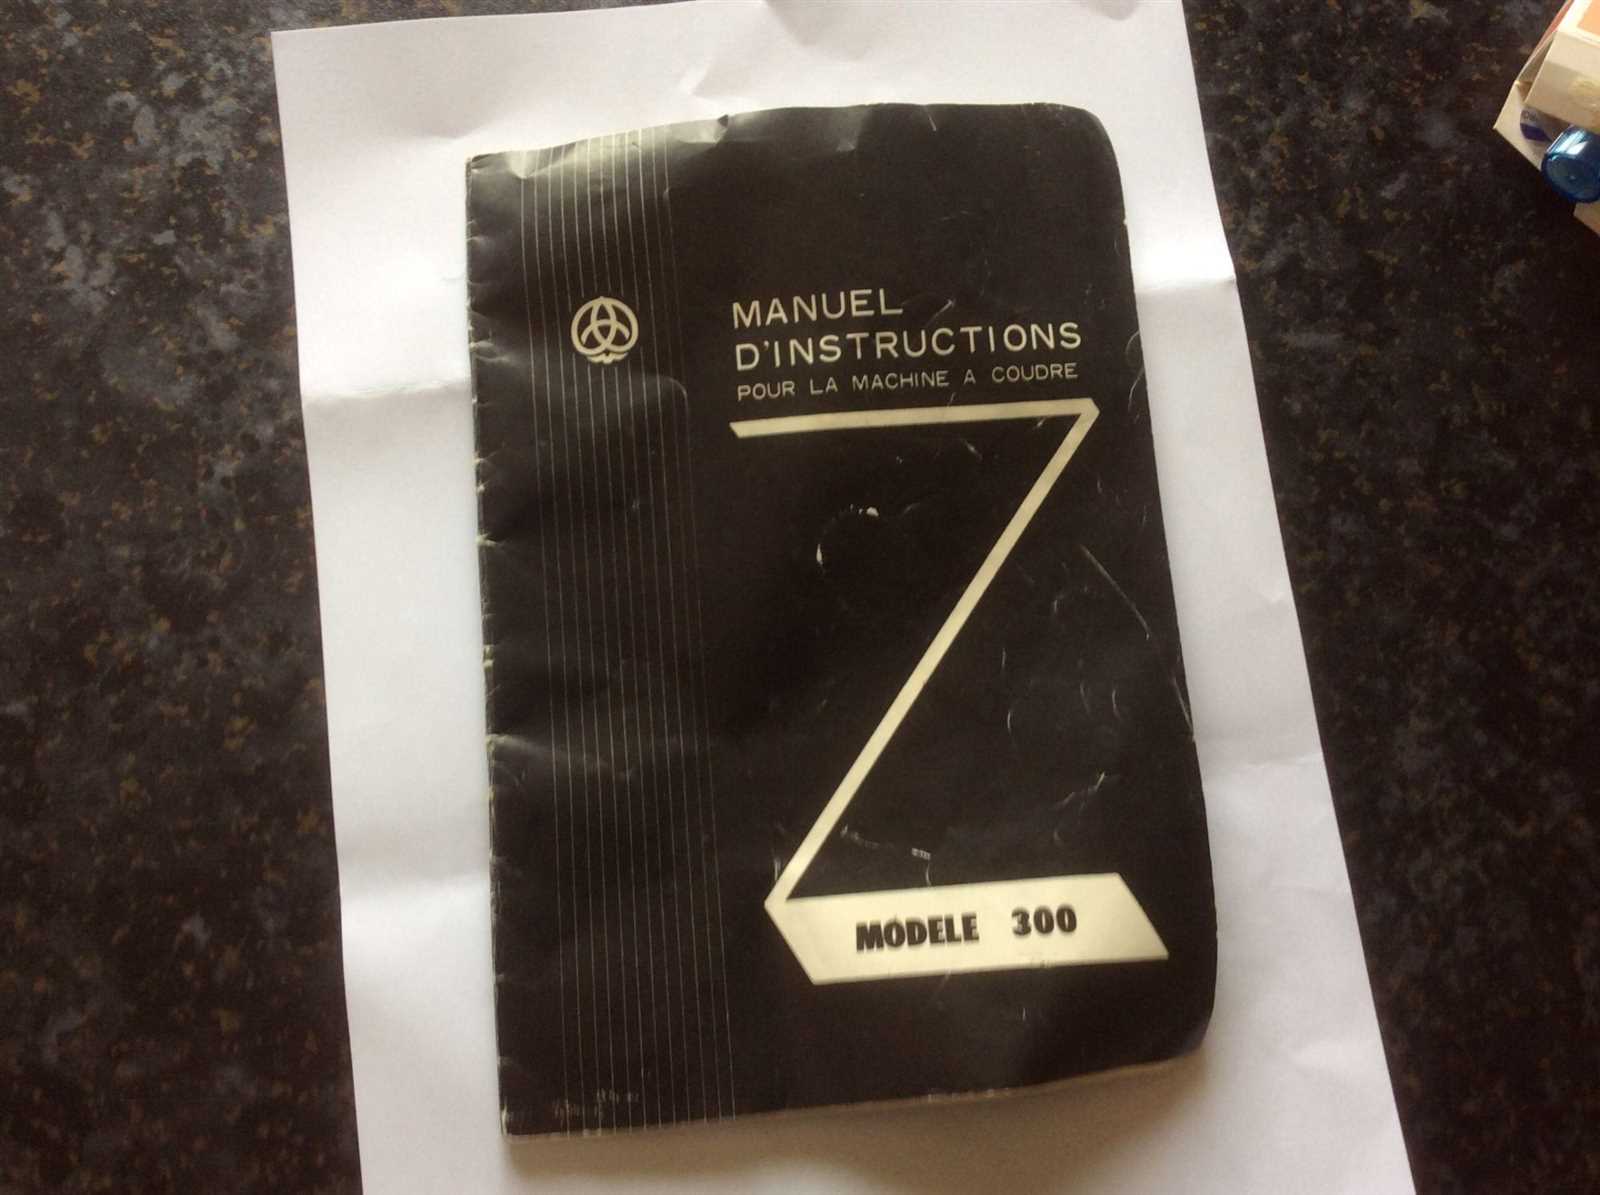 MANUEL
D'INSTRUCTIONS
POUR LA MACHINE A COUDRE
Z
MODELE 300